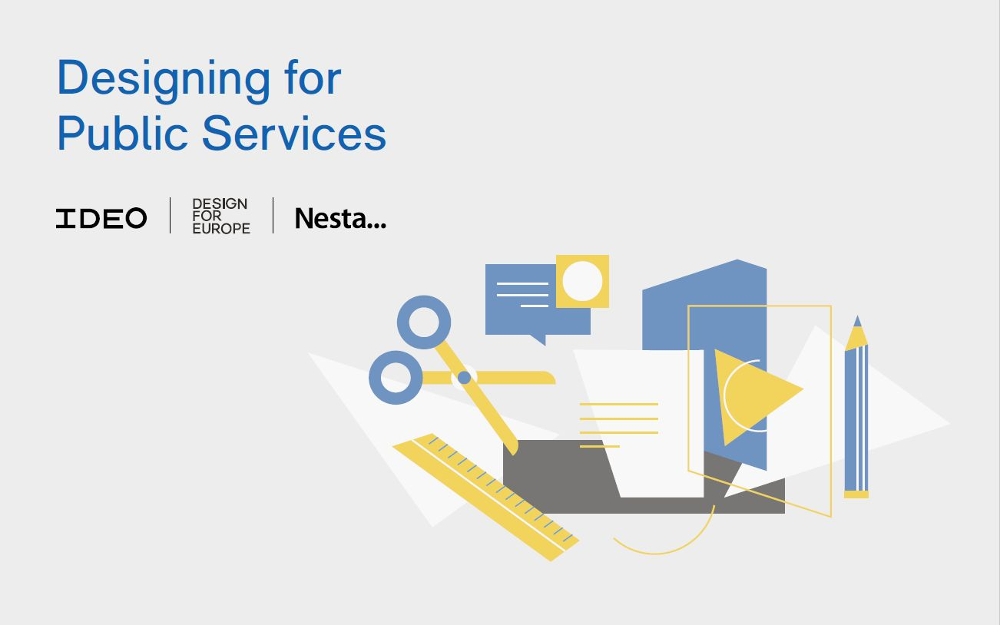 Designing for
Public Services
IDEO
DESIGN
FOR
EUROPE
Nesta...